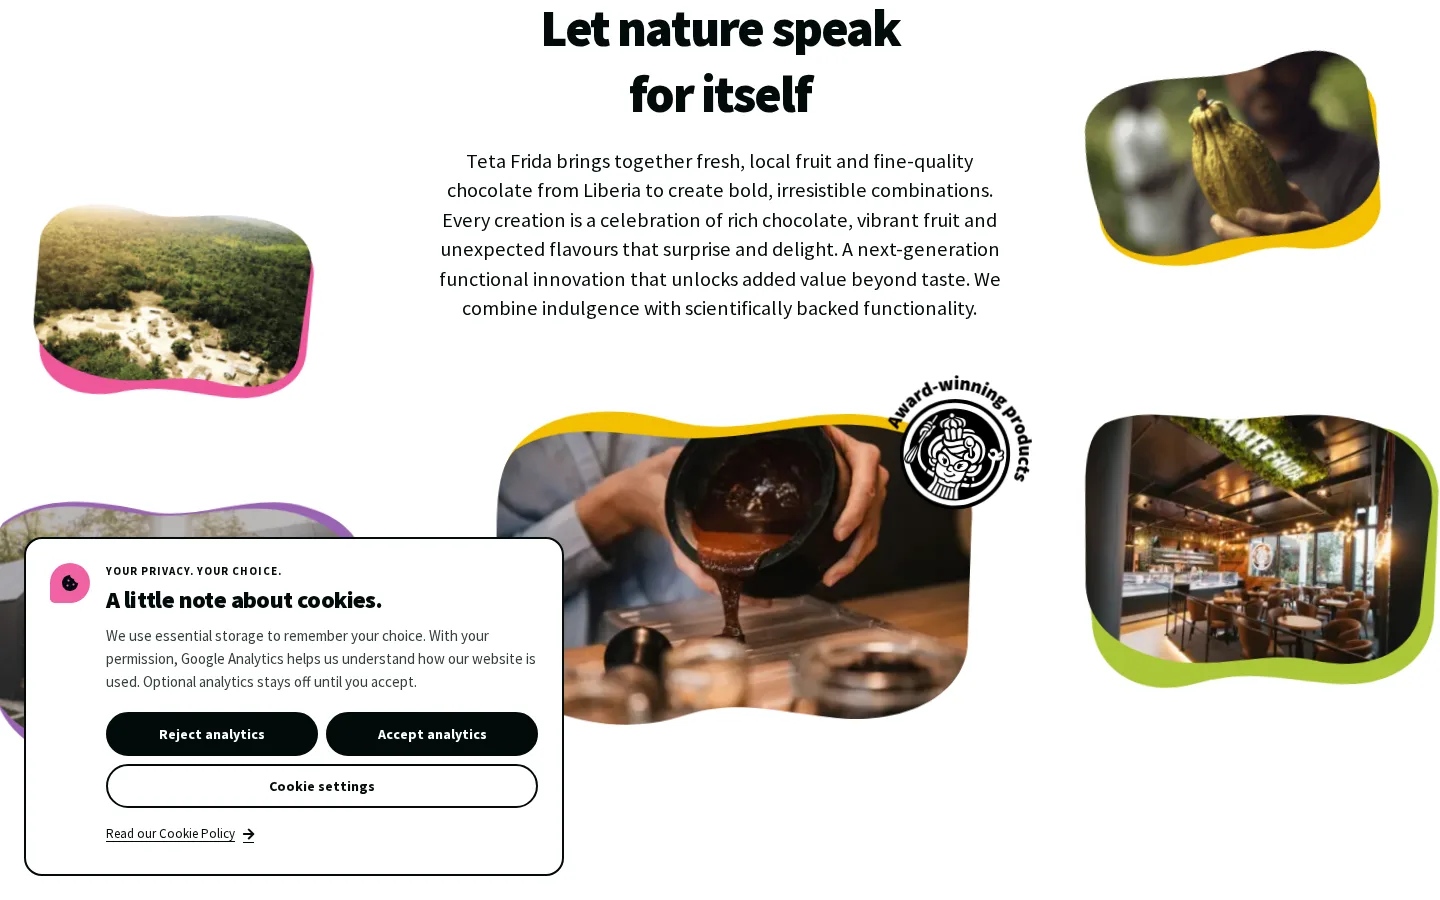 Let nature speak
for itself
Teta Frida brings together fresh, local fruit and fine-quality
chocolate from Liberia to create bold, irresistible combinations.
Every creation is a celebration of rich chocolate, vibrant fruit and
unexpected flavours that surprise and delight. A next-generation
functional innovation that unlocks added value beyond taste. We
combine indulgence with scientifically backed functionality.
Award-winning products
ANTE FRIDA
YOUR PRIVACY. YOUR CHOICE.
A little note about cookies.
We use essential storage to remember your choice. With your
permission, Google Analytics helps us understand how our website is
used. Optional analytics stays off until you accept.
Reject analytics
Accept analytics
Cookie settings
Read our Cookie Policy